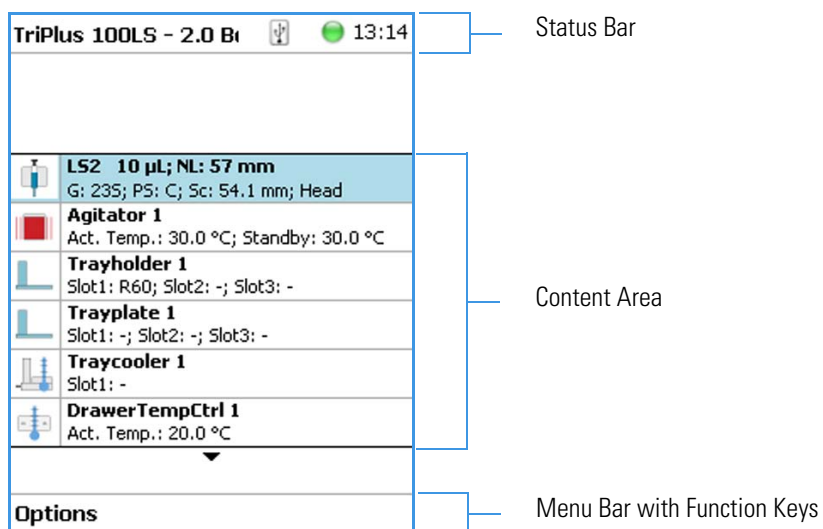 TriPlus 100LS - 2.0 B
13:14
Status Bar
LS2 10 µL; NL: 57 mm
G: 23S; PS: C; Sc: 54.1 mm; Head
Agitator 1
Act. Temp.: 30.0 °C; Standby: 30.0 °C
Trayholder 1
Slot1: R60; Slot2: -; Slot3: -
Trayplate 1
Slot1: -; Slot2: -; Slot3: -
Content Area
Traycooler 1
Slot1: -
DrawerTempCtrl 1
Act. Temp.: 20.0 °C
Options
Menu Bar with Function Keys